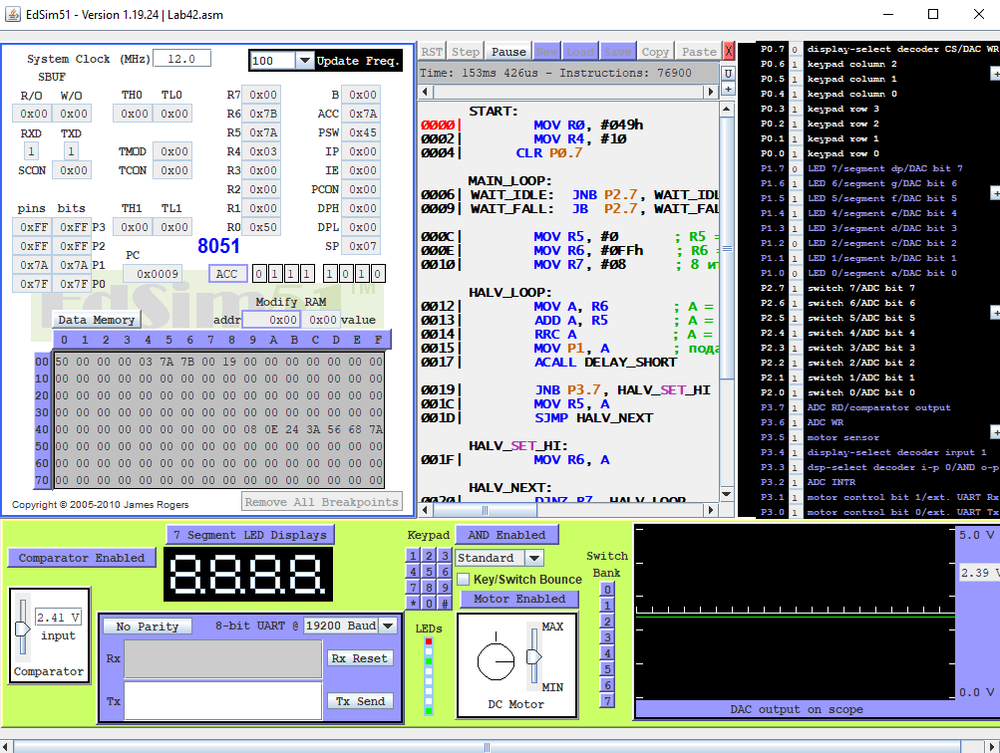 EdSim51 - Version 1.19.24 | Lab42.asm
System Clock (MHz) 12.0
100 Update Freq.
SBUF
R/O W/O TH0 TL0 R7 0x00 B 0x00
0x00 0x00 0x00 0x00 R6 0x7B ACC 0x7A
RXD TXD R5 0x7A PSW 0x45
1 1 TMOD 0x00 R4 0x03 IP 0x00
SCON 0x00 TCON 0x00 R3 0x00 IE 0x00
R2 0x00 PCON 0x00
pins bits TH1 TL1 R1 0x00 DPH 0x00
0xFF 0xFF P3 0x00 0x00 R0 0x50 DPL 0x00
0xFF 0xFF P2 8051 SP 0x07
0x7A 0x7A P1 PC
0x7F 0x7F P0 0x0009 ACC 0 1 1 1 1 0 1 0
EdSim51 TM
Modify RAM
Data Memory addr 0x00 0x00 value
0 1 2 3 4 5 6 7 8 9 A B C D E F
00 50 00 00 00 03 7A 7B 00 19 00 00 00 00 00 00 00
10 00 00 00 00 00 00 00 00 00 00 00 00 00 00 00 00
20 00 00 00 00 00 00 00 00 00 00 00 00 00 00 00 00
30 00 00 00 00 00 00 00 00 00 00 00 00 00 00 00 00
40 00 00 00 00 00 00 00 00 00 08 0E 24 3A 56 68 7A
50 00 00 00 00 00 00 00 00 00 00 00 00 00 00 00 00
60 00 00 00 00 00 00 00 00 00 00 00 00 00 00 00 00
70 00 00 00 00 00 00 00 00 00 00 00 00 00 00 00 00
Copyright © 2005-2010 James Rogers Remove All Breakpoints
RST Step Pause New Load Save Copy Paste X
Time: 153ms 426us - Instructions: 76900 U
START:
0000| MOV R0, #049h
0002| MOV R4, #10
0004| CLR P0.7
MAIN_LOOP:
0006| WAIT_IDLE: JNB P2.7, WAIT_IDL
0009| WAIT_FALL: JB P2.7, WAIT_FAL
000C| MOV R5, #0 ; R5 =
000E| MOV R6, #0FFh ; R6 =
0010| MOV R7, #08 ; 8 ит
HALV_LOOP:
0012| MOV A, R6 ; A =
0013| ADD A, R5 ; A =
0014| RRC A ; A =
0015| MOV P1, A ; пода
0017| ACALL DELAY_SHORT
0019| JNB P3.7, HALV_SET_HI
001C| MOV R5, A
001D| SJMP HALV_NEXT
HALV_SET_HI:
001F| MOV R6, A
HALV_NEXT:
0020| DJNZ R7, HALV_LOOP
P0.7 0 display-select decoder CS/DAC WR
P0.6 1 keypad column 2
P0.5 1 keypad column 1
P0.4 1 keypad column 0
P0.3 1 keypad row 3
P0.2 1 keypad row 2
P0.1 1 keypad row 1
P0.0 1 keypad row 0
P1.7 0 LED 7/segment dp/DAC bit 7
P1.6 1 LED 6/segment g/DAC bit 6
P1.5 1 LED 5/segment f/DAC bit 5
P1.4 1 LED 4/segment e/DAC bit 4
P1.3 1 LED 3/segment d/DAC bit 3
P1.2 0 LED 2/segment c/DAC bit 2
P1.1 1 LED 1/segment b/DAC bit 1
P1.0 0 LED 0/segment a/DAC bit 0
P2.7 1 switch 7/ADC bit 7
P2.6 1 switch 6/ADC bit 6
P2.5 1 switch 5/ADC bit 5
P2.4 1 switch 4/ADC bit 4
P2.3 1 switch 3/ADC bit 3
P2.2 1 switch 2/ADC bit 2
P2.1 1 switch 1/ADC bit 1
P2.0 1 switch 0/ADC bit 0
P3.7 1 ADC RD/comparator output
P3.6 1 ADC WR
P3.5 1 motor sensor
P3.4 1 display-select decoder input 1
P3.3 1 dsp-select decoder i-p 0/AND o-p
P3.2 1 ADC INTR
P3.1 1 motor control bit 1/ext. UART Rx
P3.0 1 motor control bit 0/ext. UART Tx
Comparator Enabled
2.41 V
input
Comparator
7 Segment LED Displays
8.8.8.8.
No Parity 8-bit UART @ 19200 Baud
Rx Rx Reset
Tx Tx Send
Keypad AND Enabled
1 2 3 Standard
4 5 6
7 8 9 Key/Switch Bounce
* 0 # Motor Enabled
LEDs
MAX
MIN
DC Motor
Switch
Bank
0
1
2
3
4
5
6
7
5.0 V
2.39 V
0.0 V
DAC output on scope